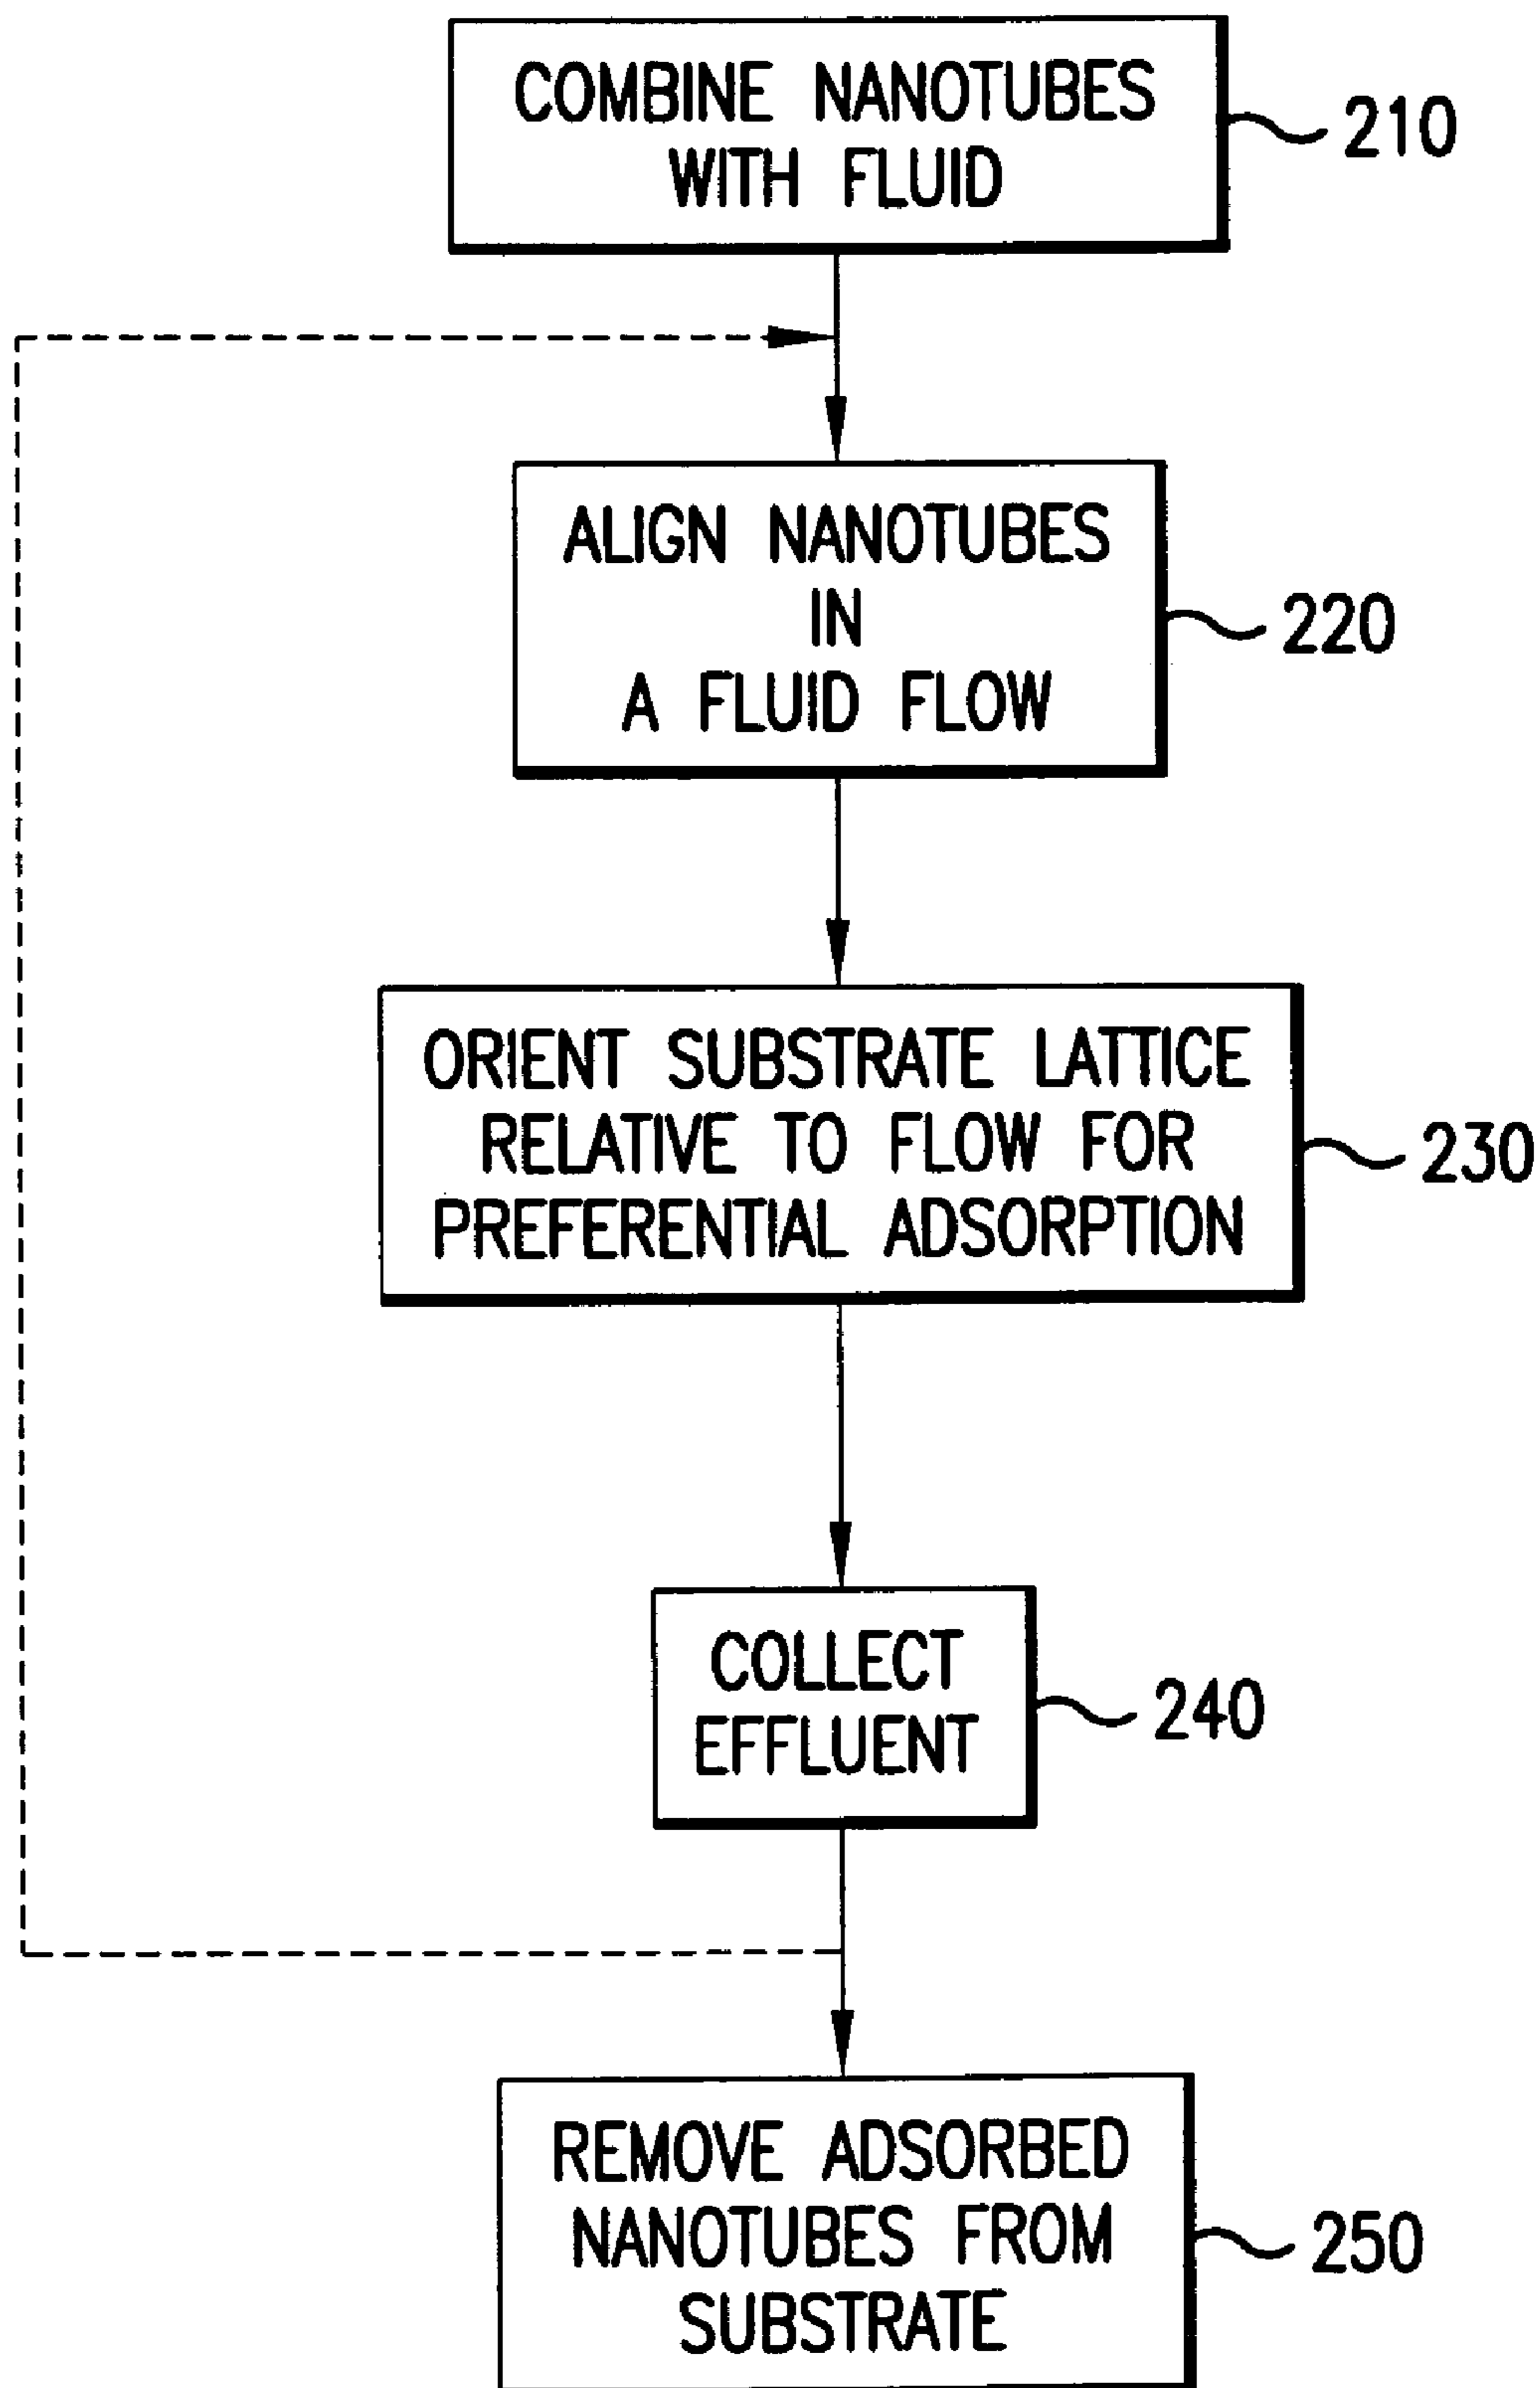 COMBINE NANOTUBES
WITH FLUID
210
ALIGN NANOTUBES
IN
A FLUID FLOW
220
ORIENT SUBSTRATE LATTICE
RELATIVE TO FLOW FOR
PREFERENTIAL ADSORPTION
230
COLLECT
EFFLUENT
240
REMOVE ADSORBED
NANOTUBES FROM
SUBSTRATE
250